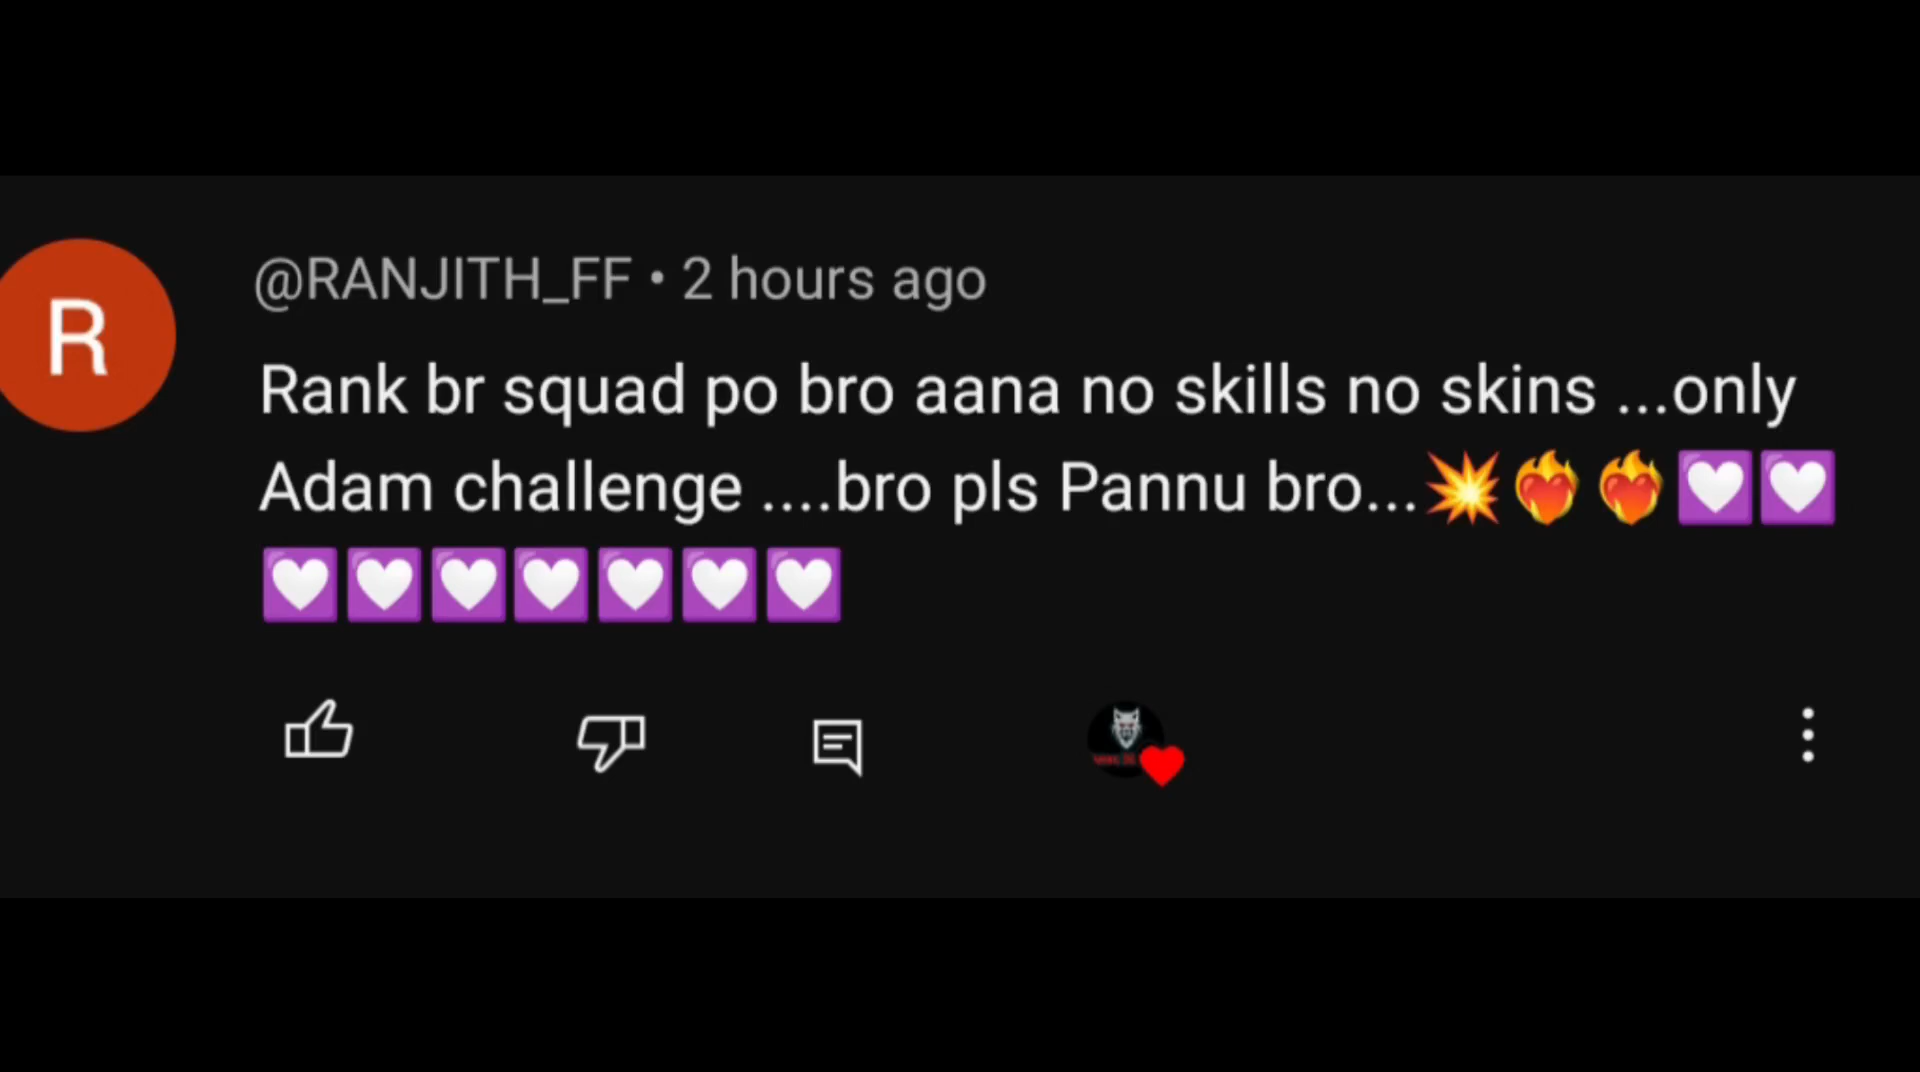 R
@RANJITH_FF • 2 hours ago
Rank br squad po bro aana no skills no skins ...only
Adam challenge ....bro pls Pannu bro...💥❤️‍🔥❤️‍🔥💟💟
💟💟💟💟💟💟💟